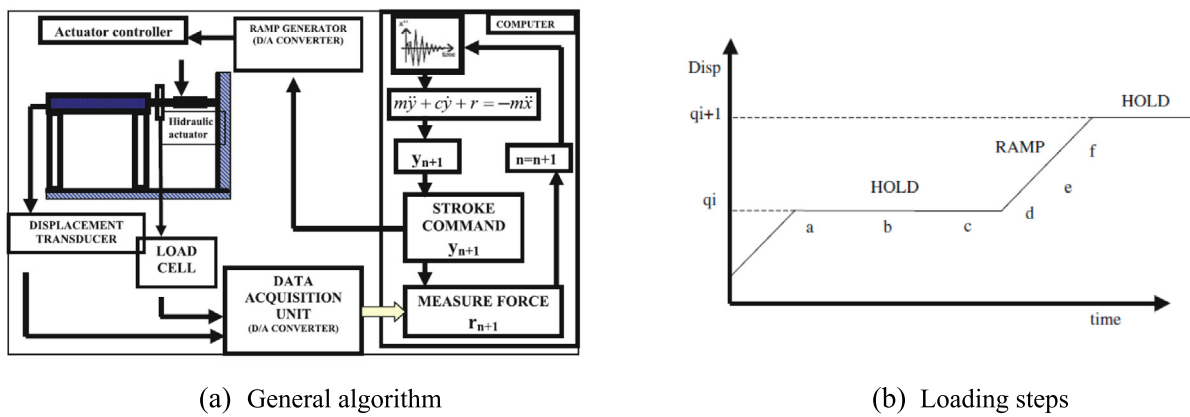 Actuator controller
RAMP GENERATOR
(D/A CONVERTER)
COMPUTER
x''
Hidraulic
actuator
mÿ + cẏ + r = −mẍ
yn+1
n=n+1
STROKE
COMMAND
yn+1
DISPLACEMENT
TRANSDUCER
LOAD
CELL
DATA
ACQUISITION
UNIT
(D/A CONVERTER)
MEASURE FORCE
rn+1
(a) General algorithm
Disp
qi+1
HOLD
RAMP
f
e
HOLD
qi
d
a
b
c
time
(b) Loading steps